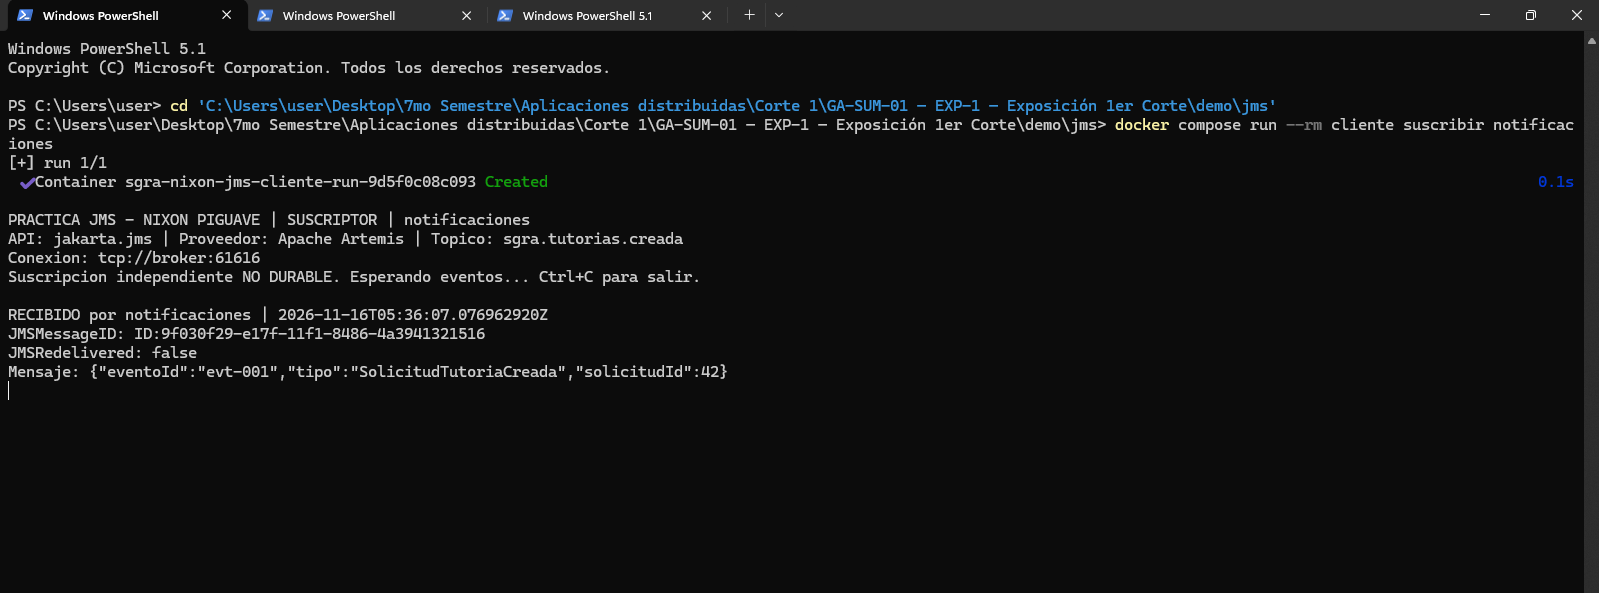 Windows PowerShell
Windows PowerShell
Windows PowerShell 5.1
Windows PowerShell 5.1
Copyright (C) Microsoft Corporation. Todos los derechos reservados.
PS C:\Users\user> cd 'C:\Users\user\Desktop\7mo Semestre\Aplicaciones distribuidas\Corte 1\GA-SUM-01 - EXP-1 - Exposición 1er Corte\demo\jms'
PS C:\Users\user\Desktop\7mo Semestre\Aplicaciones distribuidas\Corte 1\GA-SUM-01 - EXP-1 - Exposición 1er Corte\demo\jms> docker compose run --rm cliente suscribir notificac
iones
[+] run 1/1
✔Container sgra-nixon-jms-cliente-run-9d5f0c08c093 Created 0.1s
PRACTICA JMS - NIXON PIGUAVE | SUSCRIPTOR | notificaciones
API: jakarta.jms | Proveedor: Apache Artemis | Topico: sgra.tutorias.creada
Conexion: tcp://broker:61616
Suscripcion independiente NO DURABLE. Esperando eventos... Ctrl+C para salir.
RECIBIDO por notificaciones | 2026-11-16T05:36:07.076962920Z
JMSMessageID: ID:9f030f29-e17f-11f1-8486-4a3941321516
JMSRedelivered: false
Mensaje: {"eventoId":"evt-001","tipo":"SolicitudTutoriaCreada","solicitudId":42}